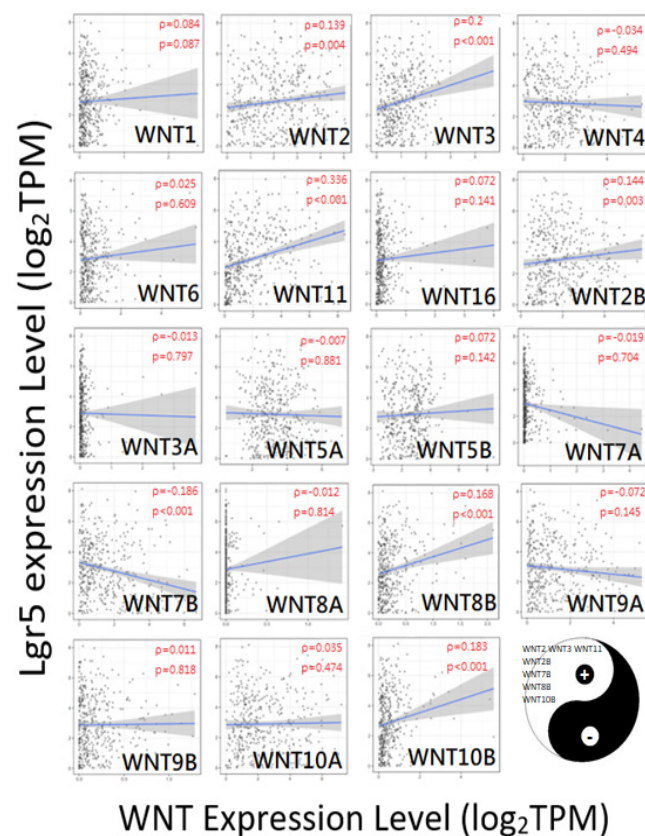 Lgr5 expression Level (log₂TPM)
ρ=0.084
p=0.087
WNT1
ρ=0.139
p=0.004
WNT2
ρ=0.2
p<0.001
WNT3
ρ=-0.034
p=0.494
WNT4
ρ=0.025
p=0.609
WNT6
ρ=0.336
p<0.001
WNT11
ρ=0.072
p=0.141
WNT16
ρ=0.144
p=0.003
WNT2B
ρ=-0.013
p=0.797
WNT3A
ρ=-0.007
p=0.881
WNT5A
ρ=0.072
p=0.142
WNT5B
ρ=-0.019
p=0.704
WNT7A
ρ=-0.186
p<0.001
WNT7B
ρ=-0.012
p=0.814
WNT8A
ρ=0.168
p<0.001
WNT8B
ρ=-0.072
p=0.145
WNT9A
ρ=0.011
p=0.818
WNT9B
ρ=0.035
p=0.474
WNT10A
ρ=0.183
p<0.001
WNT10B
WNT2 WNT3 WNT11
WNT2B
WNT7B
WNT8B
WNT10B
+
-
WNT Expression Level (log₂TPM)